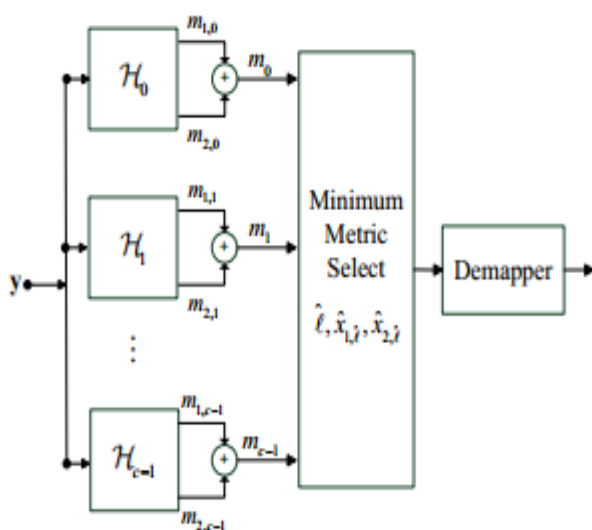 m₁,₀
ℋ₀
m₀
m₂,₀
m₁,₁
ℋ₁
m₁
m₂,₁
y
⋮
m₁,c₋₁
ℋc₋₁
mc₋₁
m₂,c₋₁
+
+
+
Minimum
Metric
Select
ℓ̂, x̂₁,ℓ̂, x̂₂,ℓ̂
Demapper